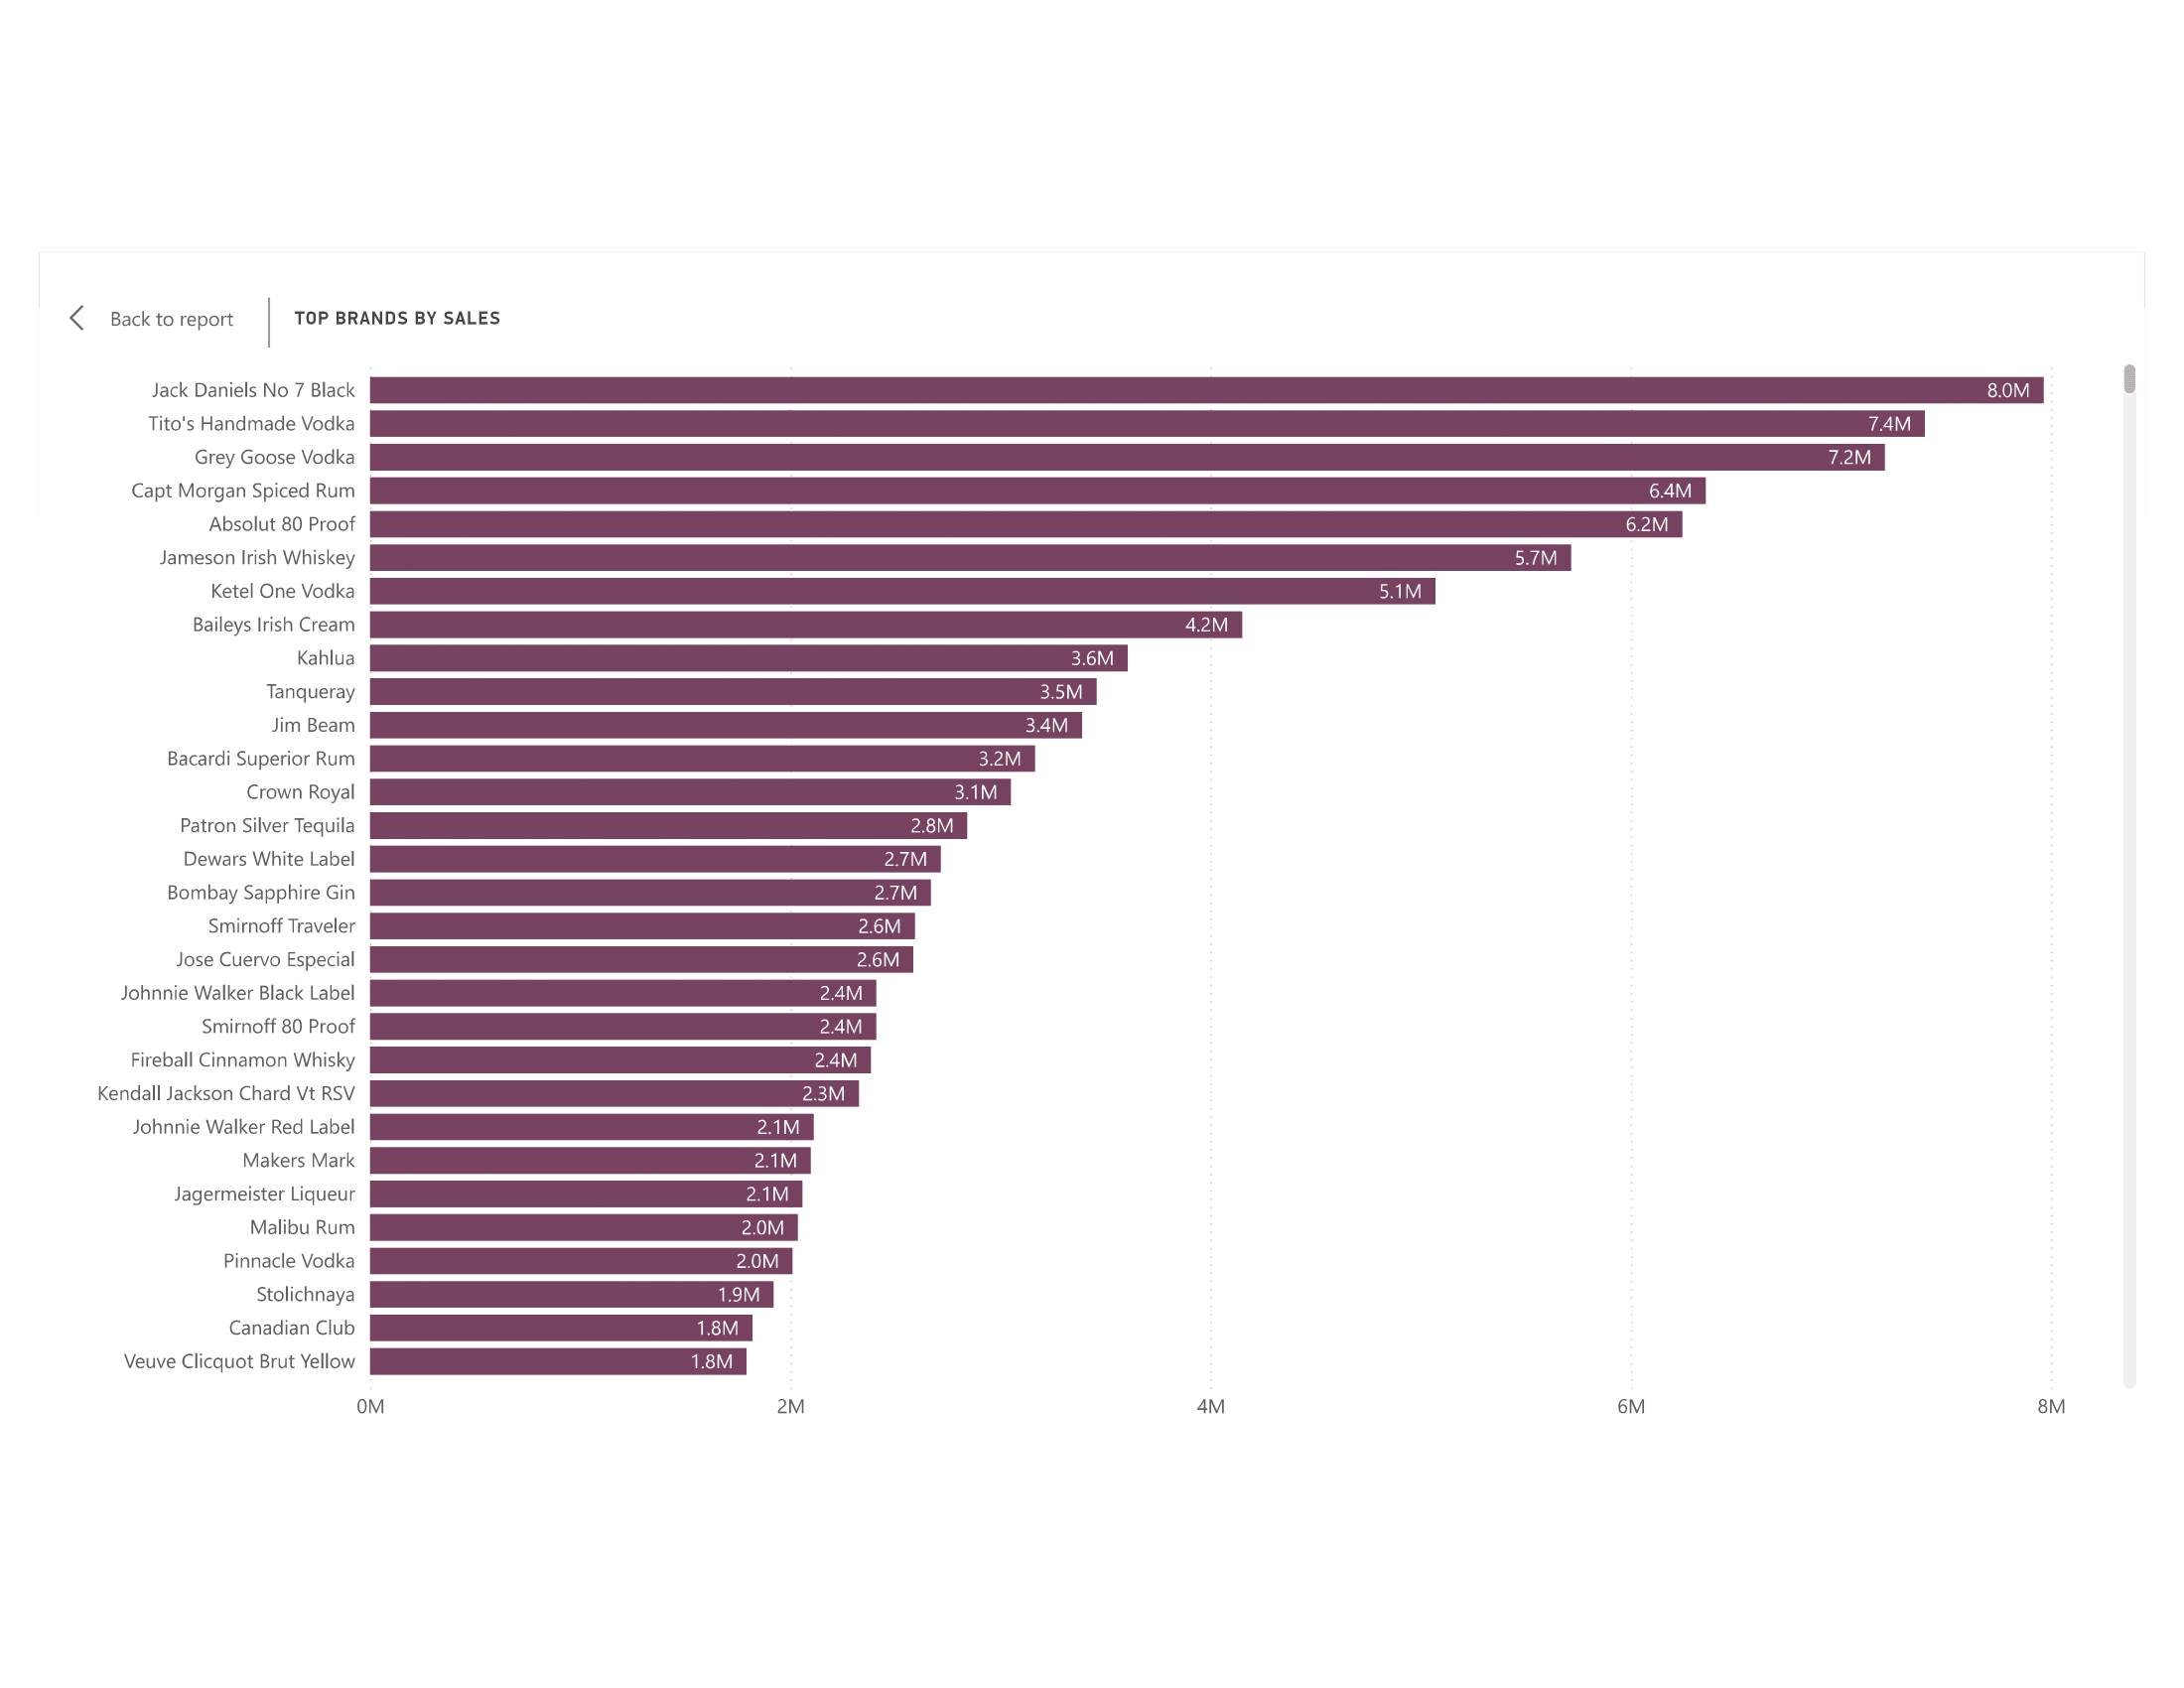 Back to report
TOP BRANDS BY SALES
Jack Daniels No 7 Black 8.0M
Tito's Handmade Vodka 7.4M
Grey Goose Vodka 7.2M
Capt Morgan Spiced Rum 6.4M
Absolut 80 Proof 6.2M
Jameson Irish Whiskey 5.7M
Ketel One Vodka 5.1M
Baileys Irish Cream 4.2M
Kahlua 3.6M
Tanqueray 3.5M
Jim Beam 3.4M
Bacardi Superior Rum 3.2M
Crown Royal 3.1M
Patron Silver Tequila 2.8M
Dewars White Label 2.7M
Bombay Sapphire Gin 2.7M
Smirnoff Traveler 2.6M
Jose Cuervo Especial 2.6M
Johnnie Walker Black Label 2.4M
Smirnoff 80 Proof 2.4M
Fireball Cinnamon Whisky 2.4M
Kendall Jackson Chard Vt RSV 2.3M
Johnnie Walker Red Label 2.1M
Makers Mark 2.1M
Jagermeister Liqueur 2.1M
Malibu Rum 2.0M
Pinnacle Vodka 2.0M
Stolichnaya 1.9M
Canadian Club 1.8M
Veuve Clicquot Brut Yellow 1.8M
0M 2M 4M 6M 8M